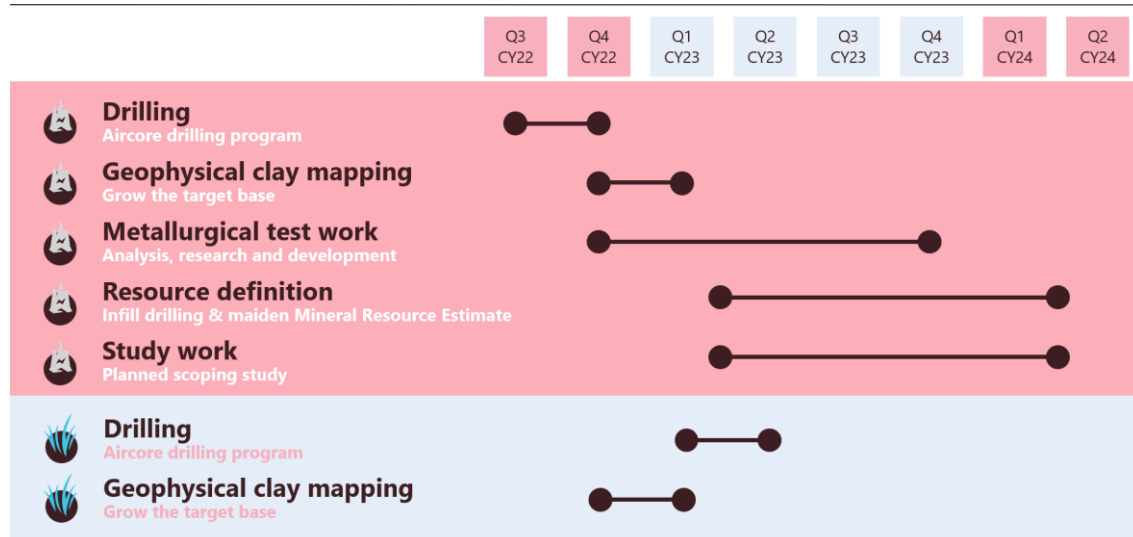 Q3 Q4 Q1 Q2 Q3 Q4 Q1 Q2
CY22 CY22 CY23 CY23 CY23 CY23 CY24 CY24
Drilling
Aircore drilling program
Geophysical clay mapping
Grow the target base
Metallurgical test work
Analysis, research and development
Resource definition
Infill drilling & maiden Mineral Resource Estimate
Study work
Planned scoping study
Drilling
Aircore drilling program
Geophysical clay mapping
Grow the target base